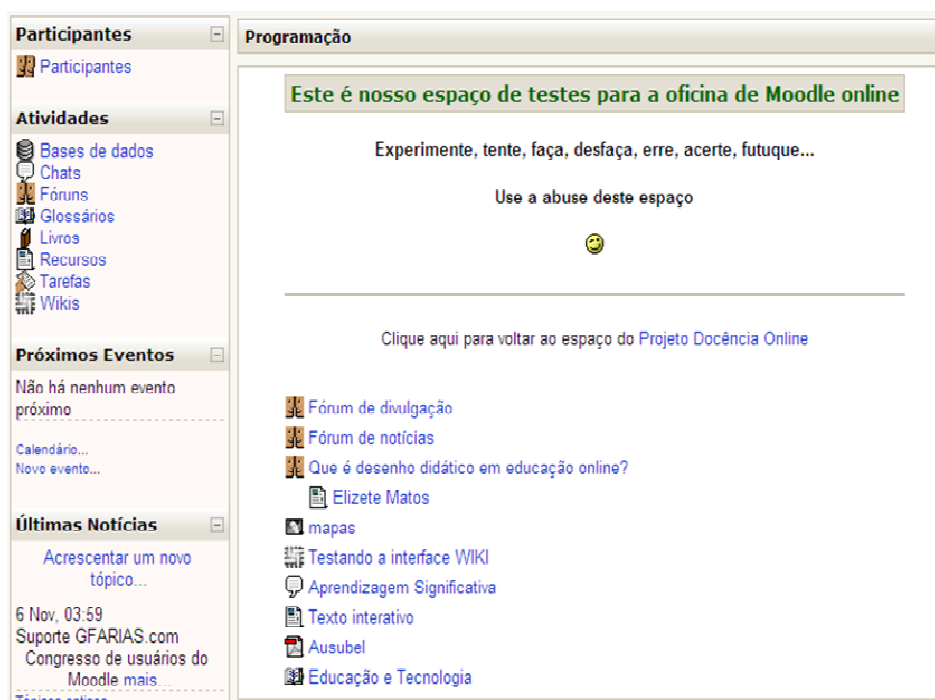 Participantes
Participantes
Atividades
Bases de dados
Chats
Fóruns
Glossários
Livros
Recursos
Tarefas
Wikis
Próximos Eventos
Não há nenhum evento
próximo
Calendário...
Novo evento...
Últimas Notícias
Acrescentar um novo
tópico...
6 Nov, 03:59
Suporte GFARIAS.com
Congresso de usuários do
Moodle mais...
Programação
Este é nosso espaço de testes para a oficina de Moodle online
Experimente, tente, faça, desfaça, erre, acerte, futuque...
Use a abuse deste espaço
Clique aqui para voltar ao espaço do Projeto Docência Online
Fórum de divulgação
Fórum de notícias
Que é desenho didático em educação online?
Elizete Matos
mapas
Testando a interface WIKI
Aprendizagem Significativa
Texto interativo
Ausubel
Educação e Tecnologia